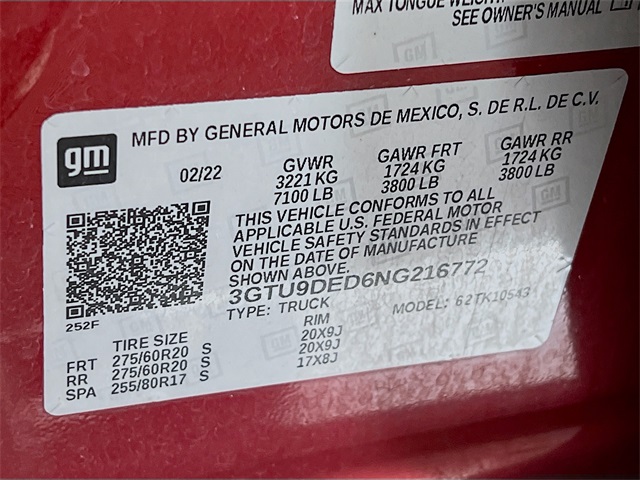 MAX TONGUE WEIGHT
SEE OWNER'S MANUAL
gm
MFD BY GENERAL MOTORS DE MEXICO, S. DE R.L. DE C.V.
02/22
GVWR
3221 KG
7100 LB
GAWR FRT
1724 KG
3800 LB
GAWR RR
1724 KG
3800 LB
THIS VEHICLE CONFORMS TO ALL
APPLICABLE U.S. FEDERAL MOTOR
VEHICLE SAFETY STANDARDS IN EFFECT
ON THE DATE OF MANUFACTURE
SHOWN ABOVE.
3GTU9DED6NG216772
TYPE: TRUCK MODEL: 62TK10543
252F
TIRE SIZE RIM
FRT 275/60R20 S 20X9J
RR 275/60R20 S 20X9J
SPA 255/80R17 S 17X8J